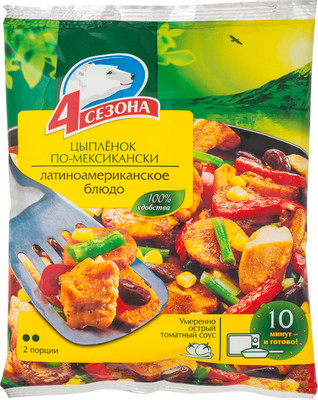 4 СЕЗОНА
ЦЫПЛЁНОК
ПО-МЕКСИКАНСКИ
ЛАТИНОАМЕРИКАНСКОЕ
БЛЮДО
100%
удобства
Умеренно
острый
томатный соус
10
минут —
и готово!
2 порции